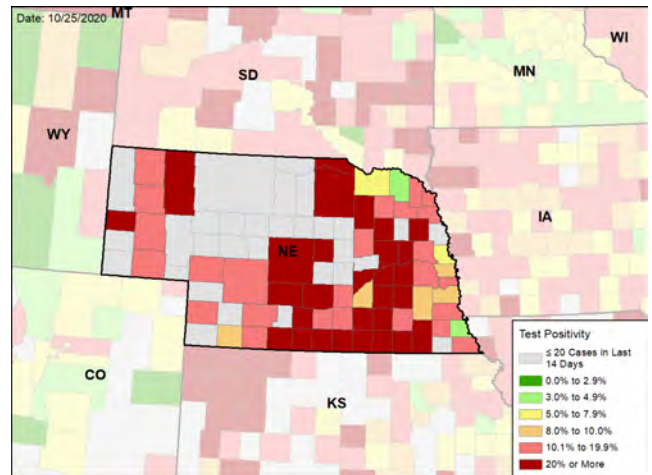 Date: 10/25/2020
MT
WI
SD
MN
WY
IA
NE
CO
KS
Test Positivity
≤ 20 Cases in Last
14 Days
0.0% to 2.9%
3.0% to 4.9%
5.0% to 7.9%
8.0% to 10.0%
10.1% to 19.9%
20% or More